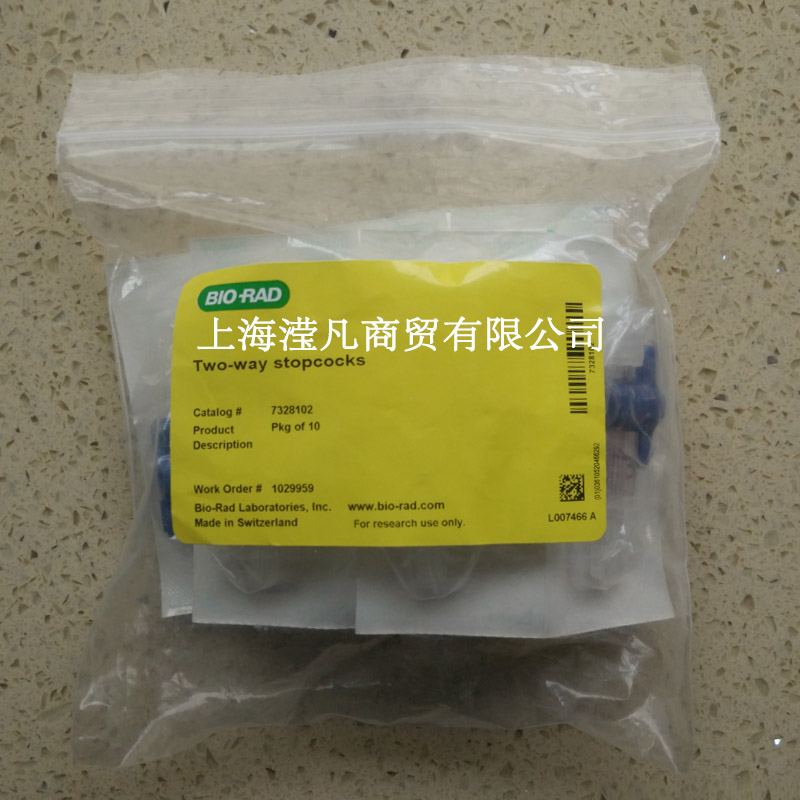 BIO-RAD
上海滢凡商贸有限公司
Two-way stopcocks
Catalog # 7328102
Product Pkg of 10
Description
Work Order # 1029959
Bio-Rad Laboratories, Inc. www.bio-rad.com
Made in Switzerland For research use only.
L007466 A